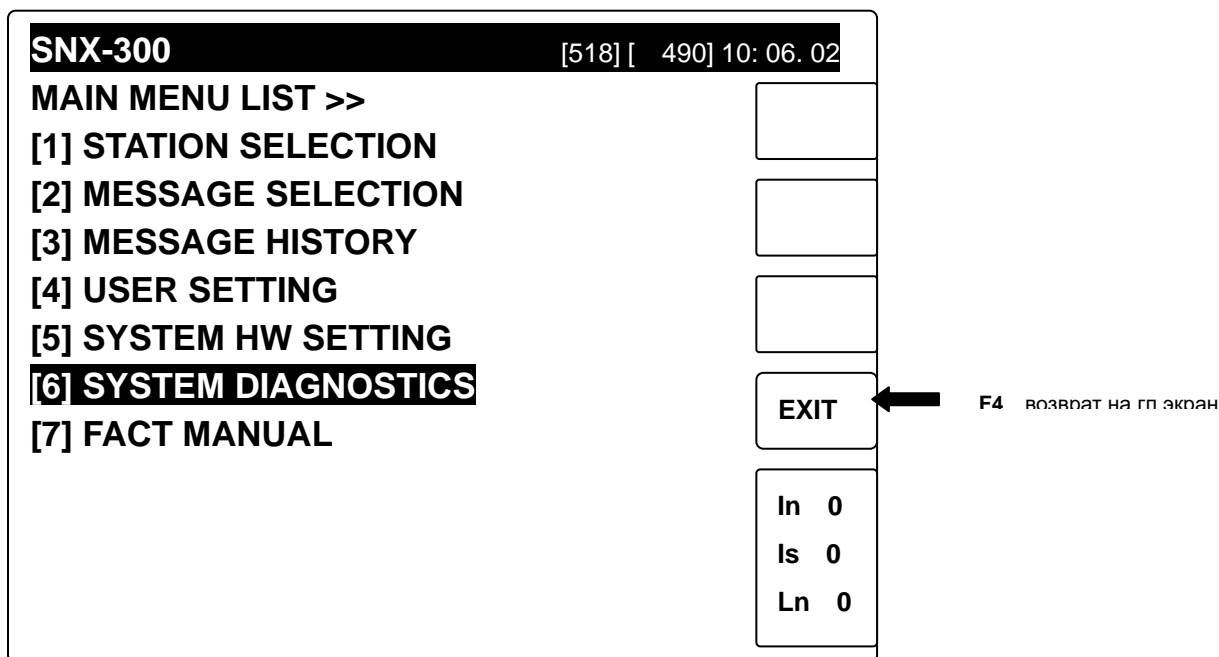 SNX-300 [518] [ 490] 10: 06. 02
MAIN MENU LIST >>
[1] STATION SELECTION
[2] MESSAGE SELECTION
[3] MESSAGE HISTORY
[4] USER SETTING
[5] SYSTEM HW SETTING
[6] SYSTEM DIAGNOSTICS
[7] FACT MANUAL
EXIT
F4 возврат на гл экран
In 0
Is 0
Ln 0